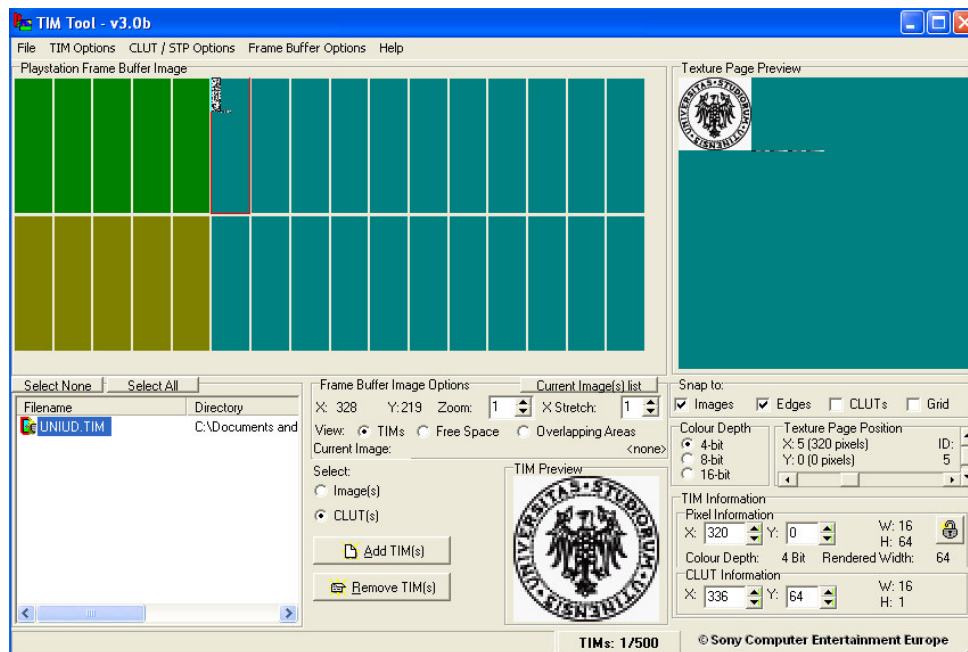 TIM Tool - v3.0b
File TIM Options CLUT / STP Options Frame Buffer Options Help
Playstation Frame Buffer Image
Texture Page Preview
UNIVERSITAS·STUDIORUM·UTINENSIS
Select None Select All
Filename Directory
UNIUD.TIM C:\Documents and
Frame Buffer Image Options Current Image(s) list
X: 328 Y:219 Zoom: 1 X Stretch: 1
View: TIMs Free Space Overlapping Areas
Current Image: <none>
Select:
Image(s)
CLUT(s)
Add TIM(s)
Remove TIM(s)
TIM Preview
UNIVERSITAS·STUDIORUM·UTINENSIS
Snap to:
Images Edges CLUTs Grid
Colour Depth
4-bit
8-bit
16-bit
Texture Page Position
X: 5 (320 pixels) ID:
Y: 0 (0 pixels) 5
TIM Information
Pixel Information
X: 320 Y: 0 W: 16
H: 64
Colour Depth: 4 Bit Rendered Width: 64
CLUT Information
X: 336 Y: 64 W: 16
H: 1
TIMs: 1/500 © Sony Computer Entertainment Europe